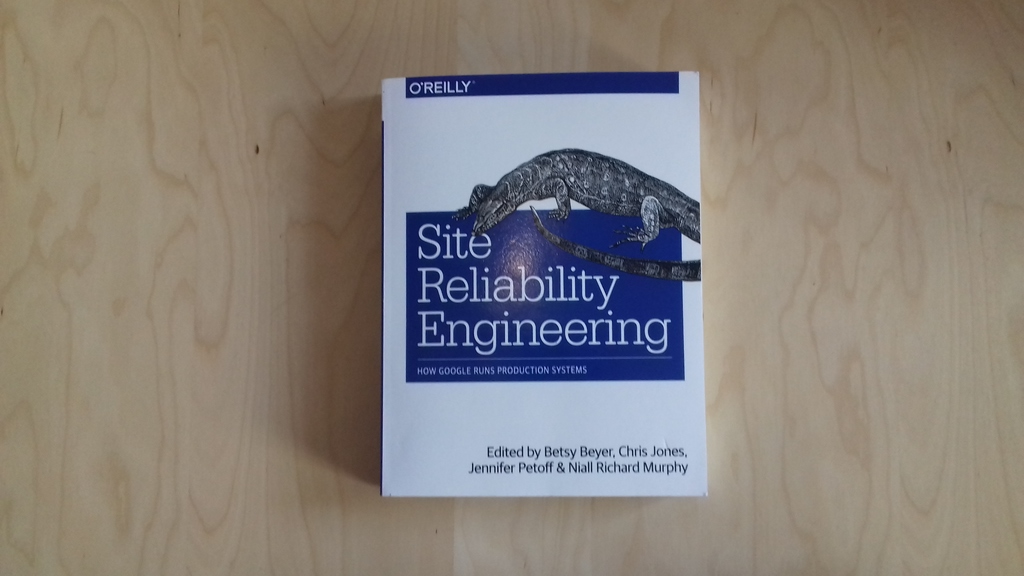 O'REILLY®
Site
Reliability
Engineering
HOW GOOGLE RUNS PRODUCTION SYSTEMS
Edited by Betsy Beyer, Chris Jones,
Jennifer Petoff & Niall Richard Murphy